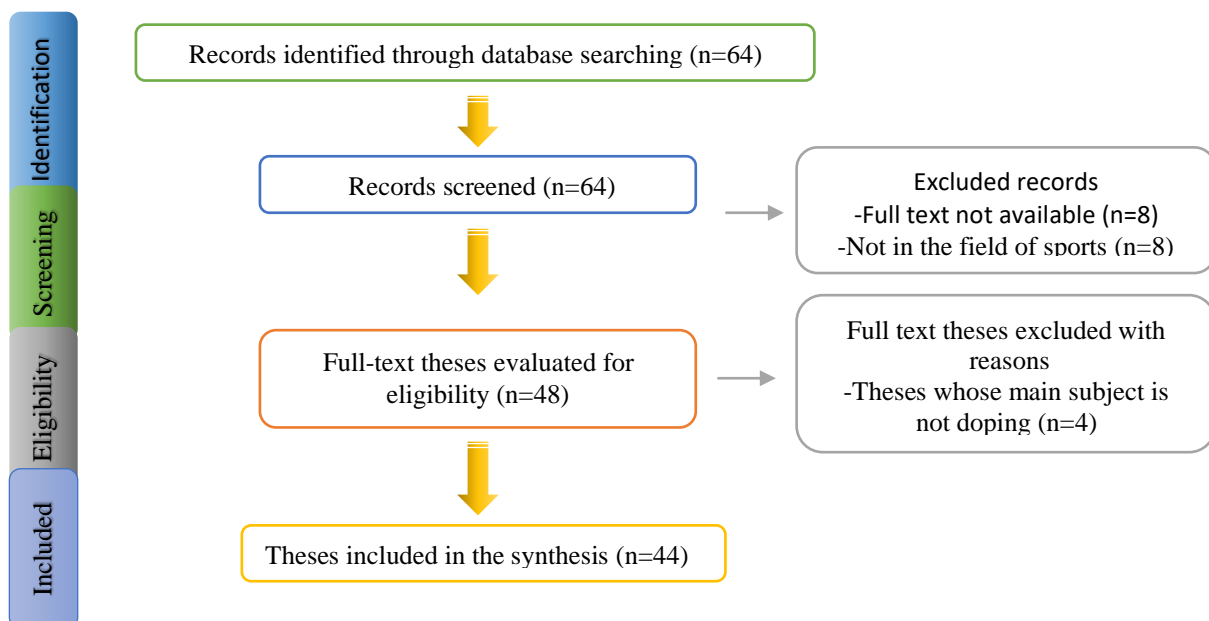 Identification
Records identified through database searching (n=64)
Records screened (n=64)
Excluded records
-Full text not available (n=8)
-Not in the field of sports (n=8)
Screening
Full-text theses evaluated for
eligibility (n=48)
Full text theses excluded with
reasons
-Theses whose main subject is
not doping (n=4)
Eligibility
Theses included in the synthesis (n=44)
Included